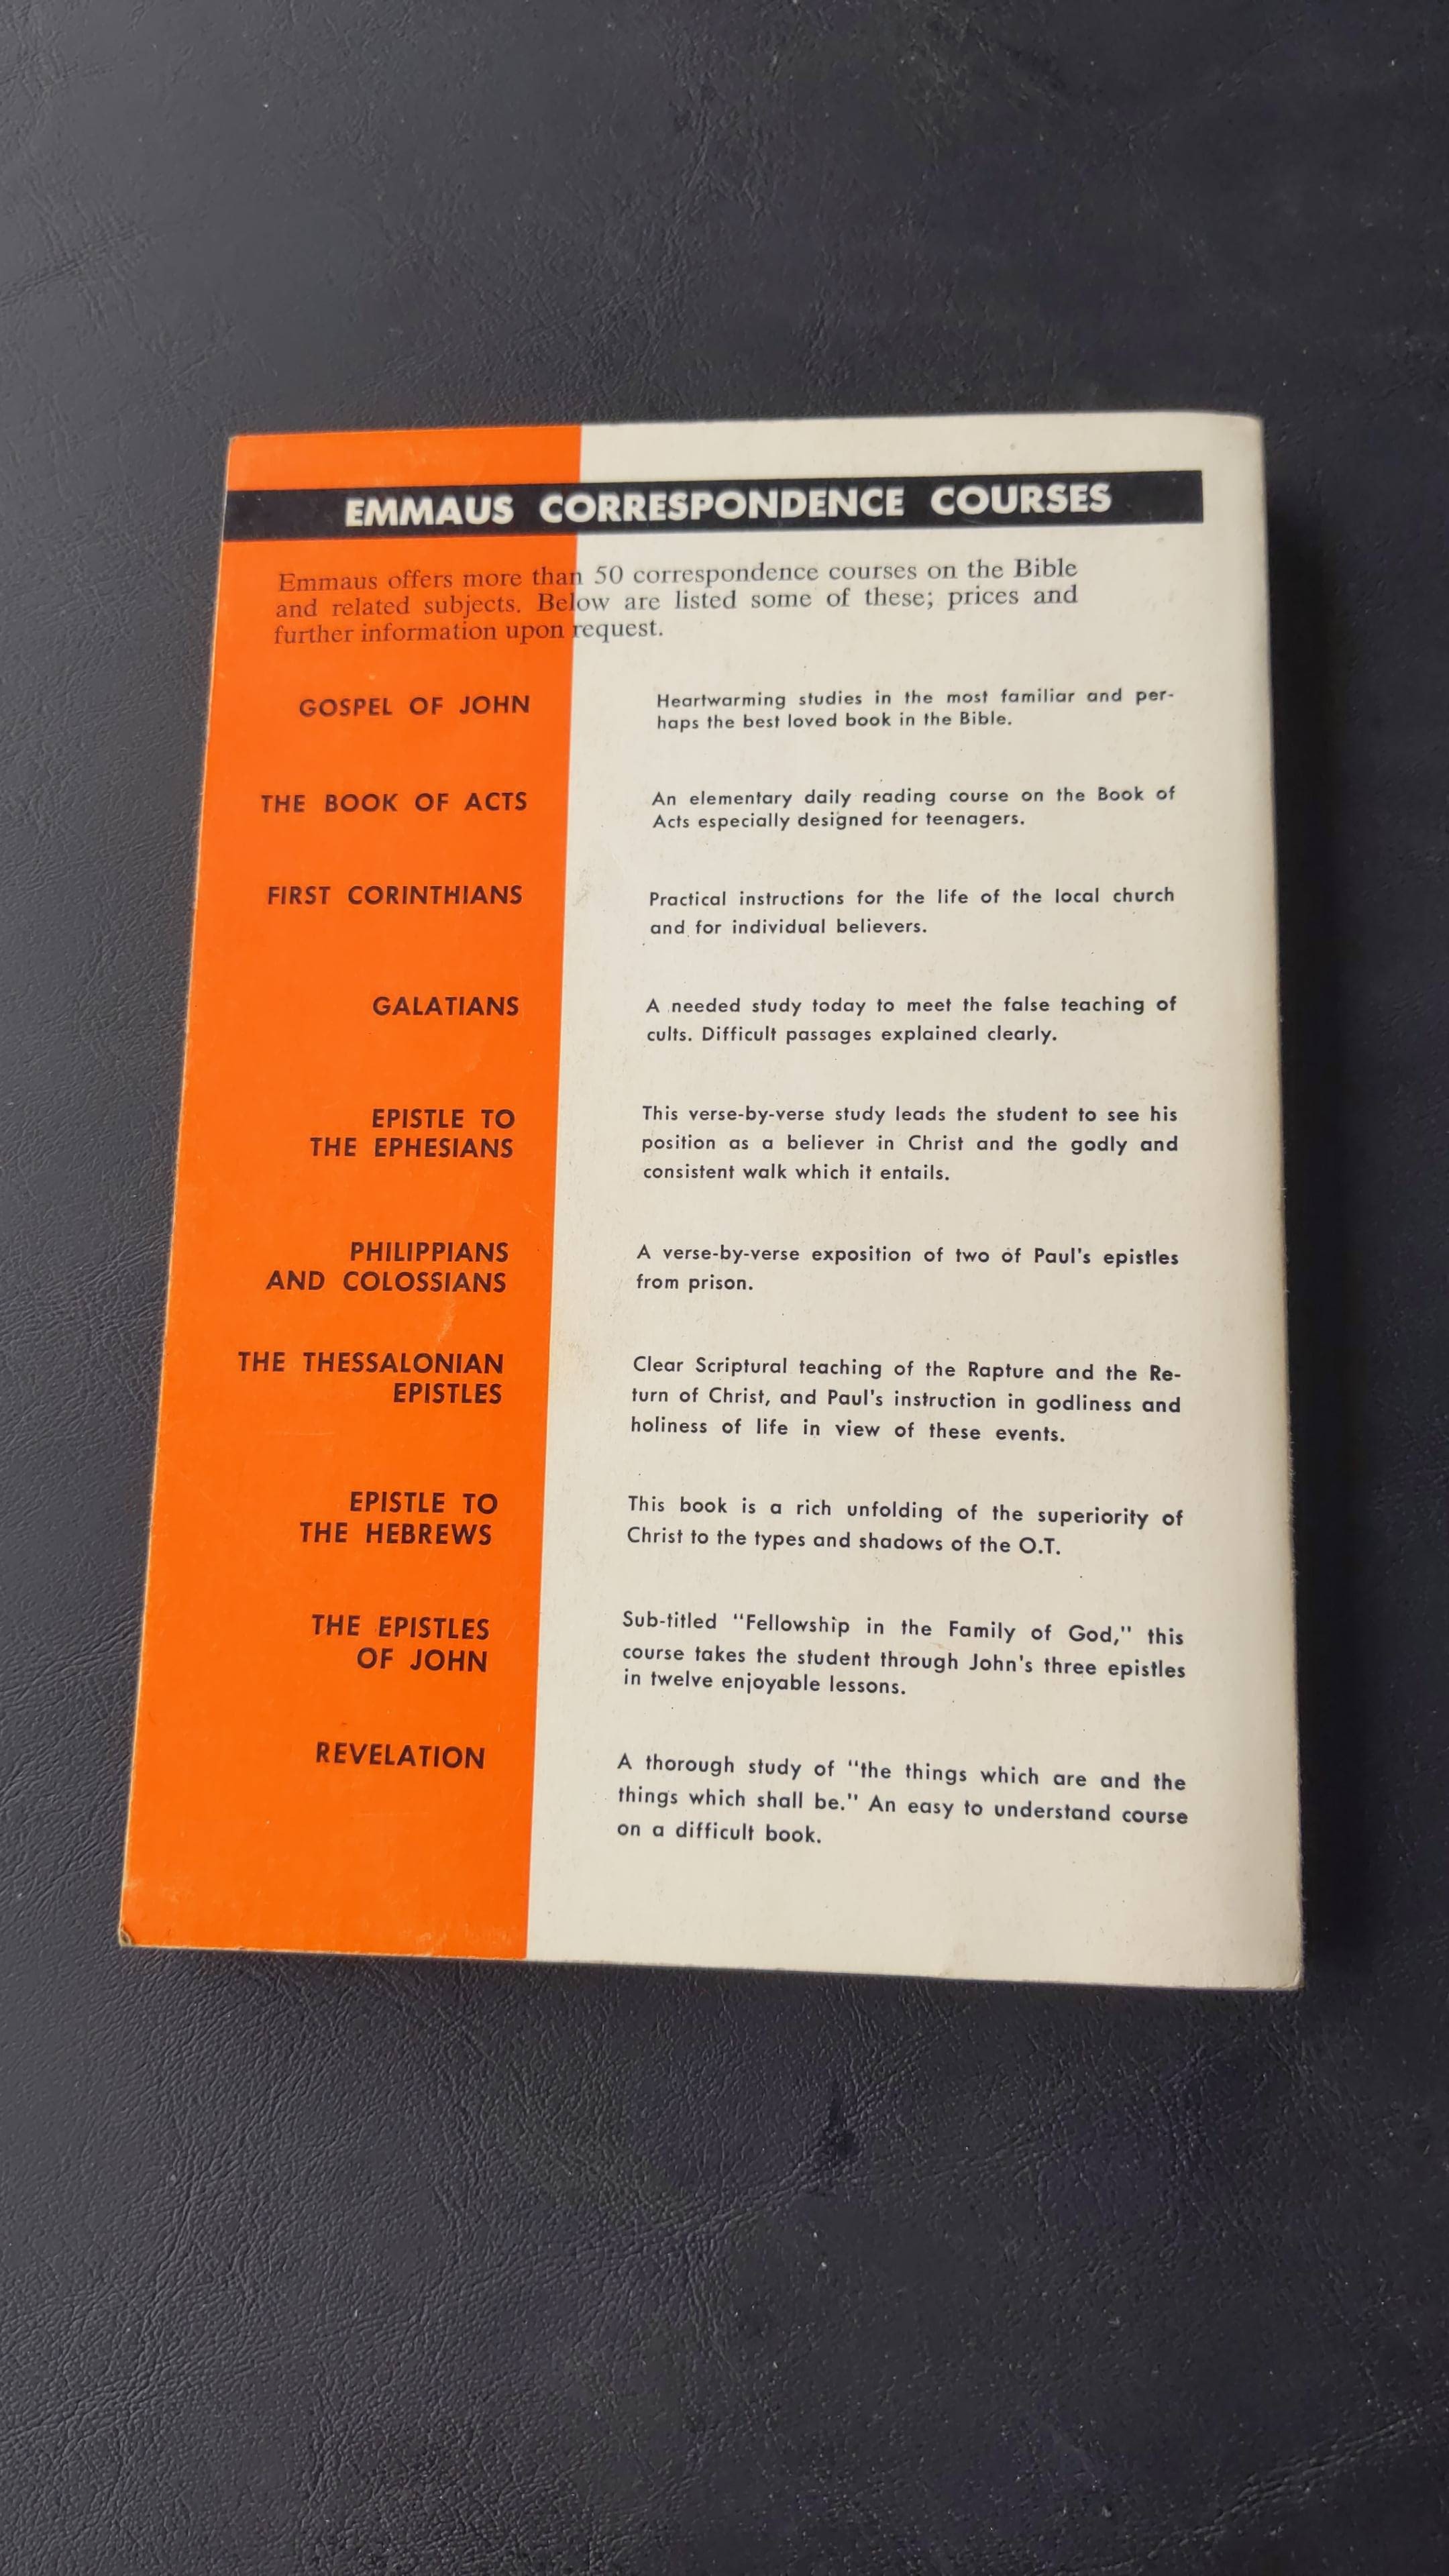 EMMAUS CORRESPONDENCE COURSES
Emmaus offers more than 50 correspondence courses on the Bible
and related subjects. Below are listed some of these; prices and
further information upon request.
GOSPEL OF JOHN
Heartwarming studies in the most familiar and per-
haps the best loved book in the Bible.
THE BOOK OF ACTS
An elementary daily reading course on the Book of
Acts especially designed for teenagers.
FIRST CORINTHIANS
Practical instructions for the life of the local church
and for individual believers.
GALATIANS
A needed study today to meet the false teaching of
cults. Difficult passages explained clearly.
EPISTLE TO
THE EPHESIANS
This verse-by-verse study leads the student to see his
position as a believer in Christ and the godly and
consistent walk which it entails.
PHILIPPIANS
AND COLOSSIANS
A verse-by-verse exposition of two of Paul's epistles
from prison.
THE THESSALONIAN
EPISTLES
Clear Scriptural teaching of the Rapture and the Re-
turn of Christ, and Paul's instruction in godliness and
holiness of life in view of these events.
EPISTLE TO
THE HEBREWS
This book is a rich unfolding of the superiority of
Christ to the types and shadows of the O.T.
THE EPISTLES
OF JOHN
Sub-titled "Fellowship in the Family of God," this
course takes the student through John's three epistles
in twelve enjoyable lessons.
REVELATION
A thorough study of "the things which are and the
things which shall be." An easy to understand course
on a difficult book.